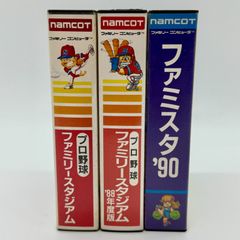 namcot
ファミリー コンピュータ
プロ野球
ファミリースタジアム
namcot
ファミリー コンピュータ
プロ野球
ファミリースタジアム
'88年度版
namcot
ファミリー コンピュータ
ファミスタ
'90